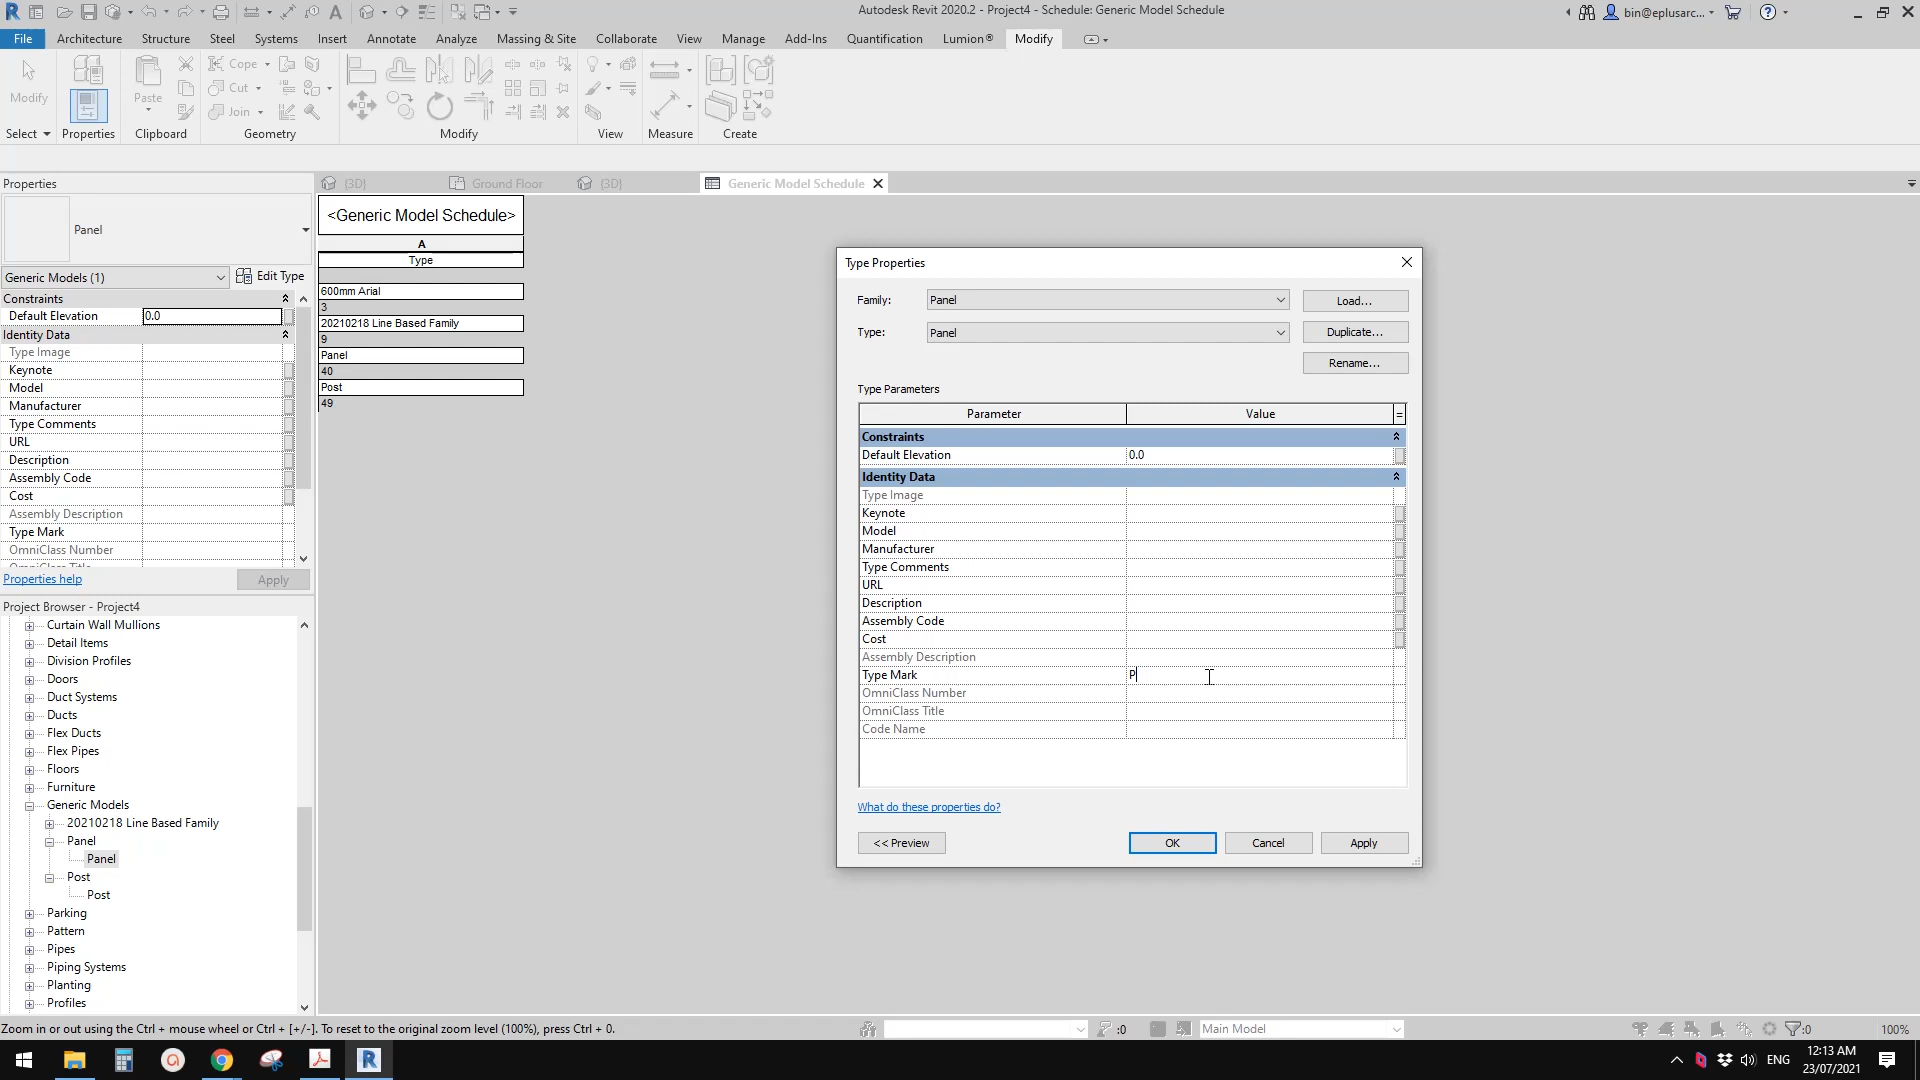 Autodesk Revit 2020.2 - Project4 - Schedule: Generic Model Schedule
bin@eplusarc...
File Architecture Structure Steel Systems Insert Annotate Analyze Massing & Site Collaborate View Manage Add-Ins Quantification Lumion® Modify
Modify
Paste
Cope
Cut
Join
Select Properties Clipboard Geometry Modify View Measure Create
Properties
Panel
Generic Models (1)
Edit Type
Constraints
Default Elevation 0.0
Identity Data
Type Image
Keynote
Model
Manufacturer
Type Comments
URL
Description
Assembly Code
Cost
Assembly Description
Type Mark
OmniClass Number
OmniClass Title
Properties help
Apply
Project Browser - Project4
Curtain Wall Mullions
Detail Items
Division Profiles
Doors
Duct Systems
Ducts
Flex Ducts
Flex Pipes
Floors
Furniture
Generic Models
20210218 Line Based Family
Panel
Panel
Post
Post
Parking
Pattern
Pipes
Piping Systems
Planting
Profiles
{3D} Ground Floor {3D} Generic Model Schedule
<Generic Model Schedule>
A
Type
600mm Arial
3
20210218 Line Based Family
9
Panel
40
Post
49
Type Properties
Family: Panel Load...
Type: Panel Duplicate...
Rename...
Type Parameters
Parameter Value =
Constraints
Default Elevation 0.0
Identity Data
Type Image
Keynote
Model
Manufacturer
Type Comments
URL
Description
Assembly Code
Cost
Assembly Description
Type Mark P
OmniClass Number
OmniClass Title
Code Name
What do these properties do?
<< Preview OK Cancel Apply
Zoom in or out using the Ctrl + mouse wheel or Ctrl + [+/-]. To reset to the original zoom level (100%), press Ctrl + 0.
:0
Main Model
:0
100%
ENG
12:13 AM
23/07/2021